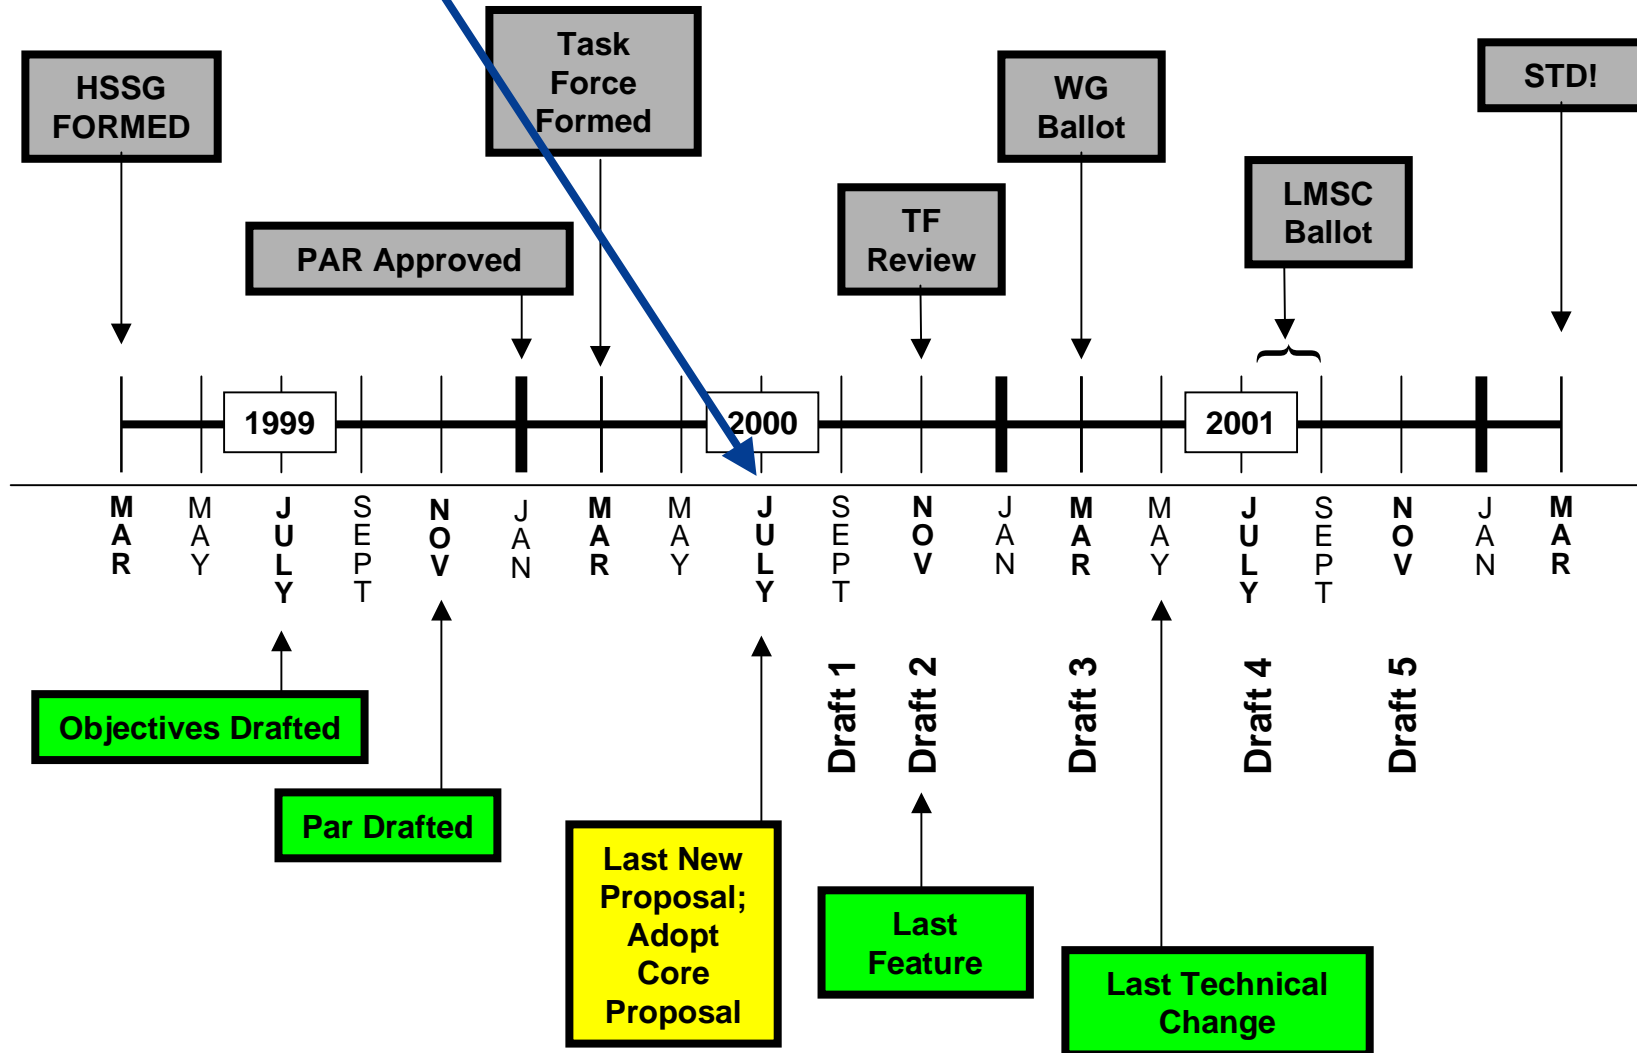 HSSG
FORMED
PAR Approved
Task
Force
Formed
TF
Review
WG
Ballot
LMSC
Ballot
STD!
1999
2000
2001
MAR
MAY
JULY
SEPT
NOV
JAN
MAR
MAY
JULY
SEPT
NOV
JAN
MAR
MAY
JULY
SEPT
NOV
JAN
MAR
Draft 1
Draft 2
Draft 3
Draft 4
Draft 5
Objectives Drafted
Par Drafted
Last New
Proposal;
Adopt
Core
Proposal
Last
Feature
Last Technical
Change